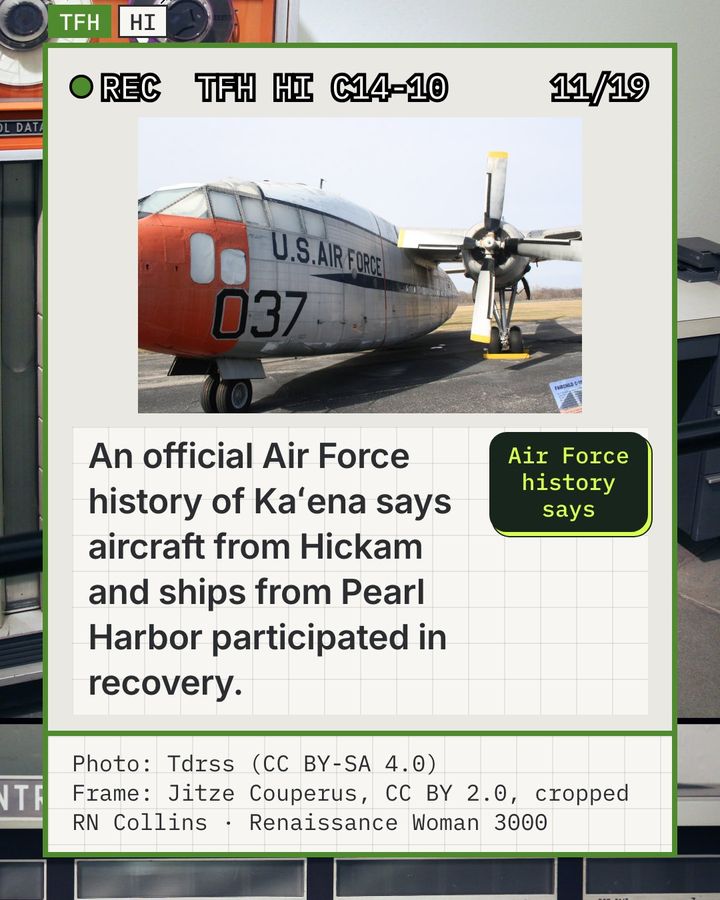 TFH HI
REC TFH HI C14-10 11/19
U.S. AIR FORCE
037
An official Air Force
history of Kaʻena says
aircraft from Hickam
and ships from Pearl
Harbor participated in
recovery.
Air Force
history
says
Photo: Tdrss (CC BY-SA 4.0)
Frame: Jitze Couperus, CC BY 2.0, cropped
RN Collins · Renaissance Woman 3000